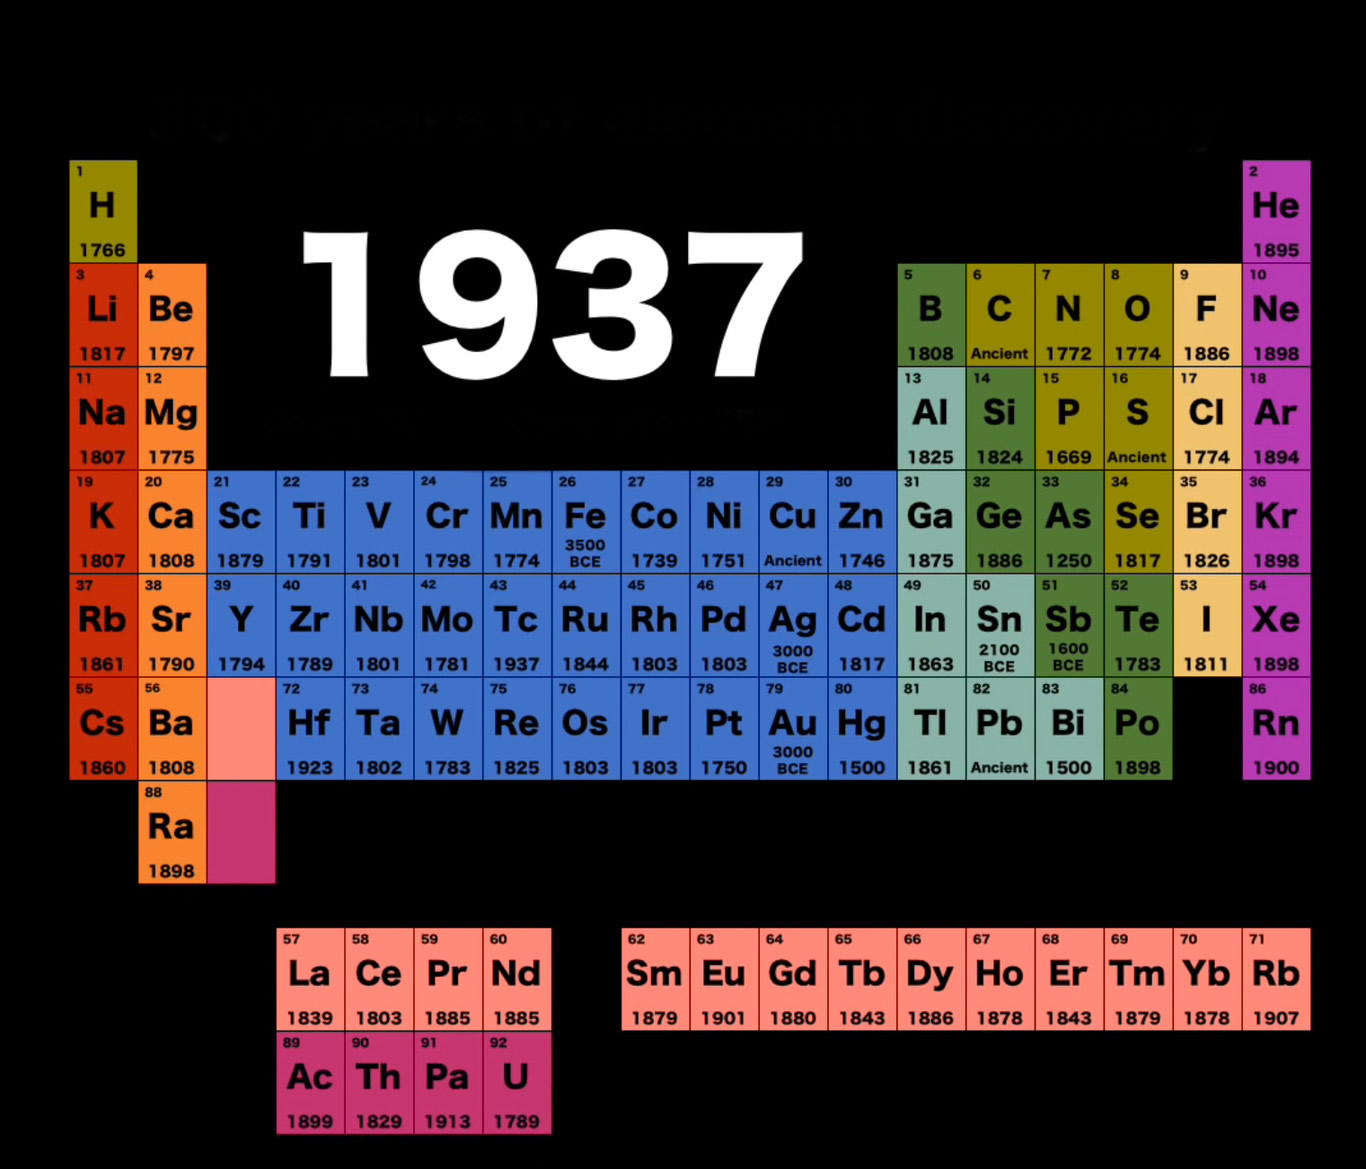 300 years of element discovery
1 2
H He
1766 1895
1937
3 4 5 6 7 8 9 10
Li Be B C N O F Ne
1817 1797 1808 Ancient 1772 1774 1886 1898
11 12 13 14 15 16 17 18
Na Mg Al Si P S Cl Ar
1807 1775 1825 1824 1669 Ancient 1774 1894
19 20 21 22 23 24 25 26 27 28 29 30 31 32 33 34 35 36
K Ca Sc Ti V Cr Mn Fe Co Ni Cu Zn Ga Ge As Se Br Kr
3500
1807 1808 1879 1791 1801 1798 1774 BCE 1739 1751 Ancient 1746 1875 1886 1250 1817 1826 1898
37 38 39 40 41 42 43 44 45 46 47 48 49 50 51 52 53 54
Rb Sr Y Zr Nb Mo Tc Ru Rh Pd Ag Cd In Sn Sb Te I Xe
3000 2100 1600
1861 1790 1794 1789 1801 1781 1937 1844 1803 1803 BCE 1817 1863 BCE BCE 1783 1811 1898
55 56 72 73 74 75 76 77 78 79 80 81 82 83 84 86
Cs Ba Hf Ta W Re Os Ir Pt Au Hg Tl Pb Bi Po Rn
3000
1860 1808 1923 1802 1783 1825 1803 1803 1750 BCE 1500 1861 Ancient 1500 1898 1900
88
Ra
1898
57 58 59 60 62 63 64 65 66 67 68 69 70 71
La Ce Pr Nd Sm Eu Gd Tb Dy Ho Er Tm Yb Rb
1839 1803 1885 1885 1879 1901 1880 1843 1886 1878 1843 1879 1878 1907
89 90 91 92
Ac Th Pa U
1899 1829 1913 1789